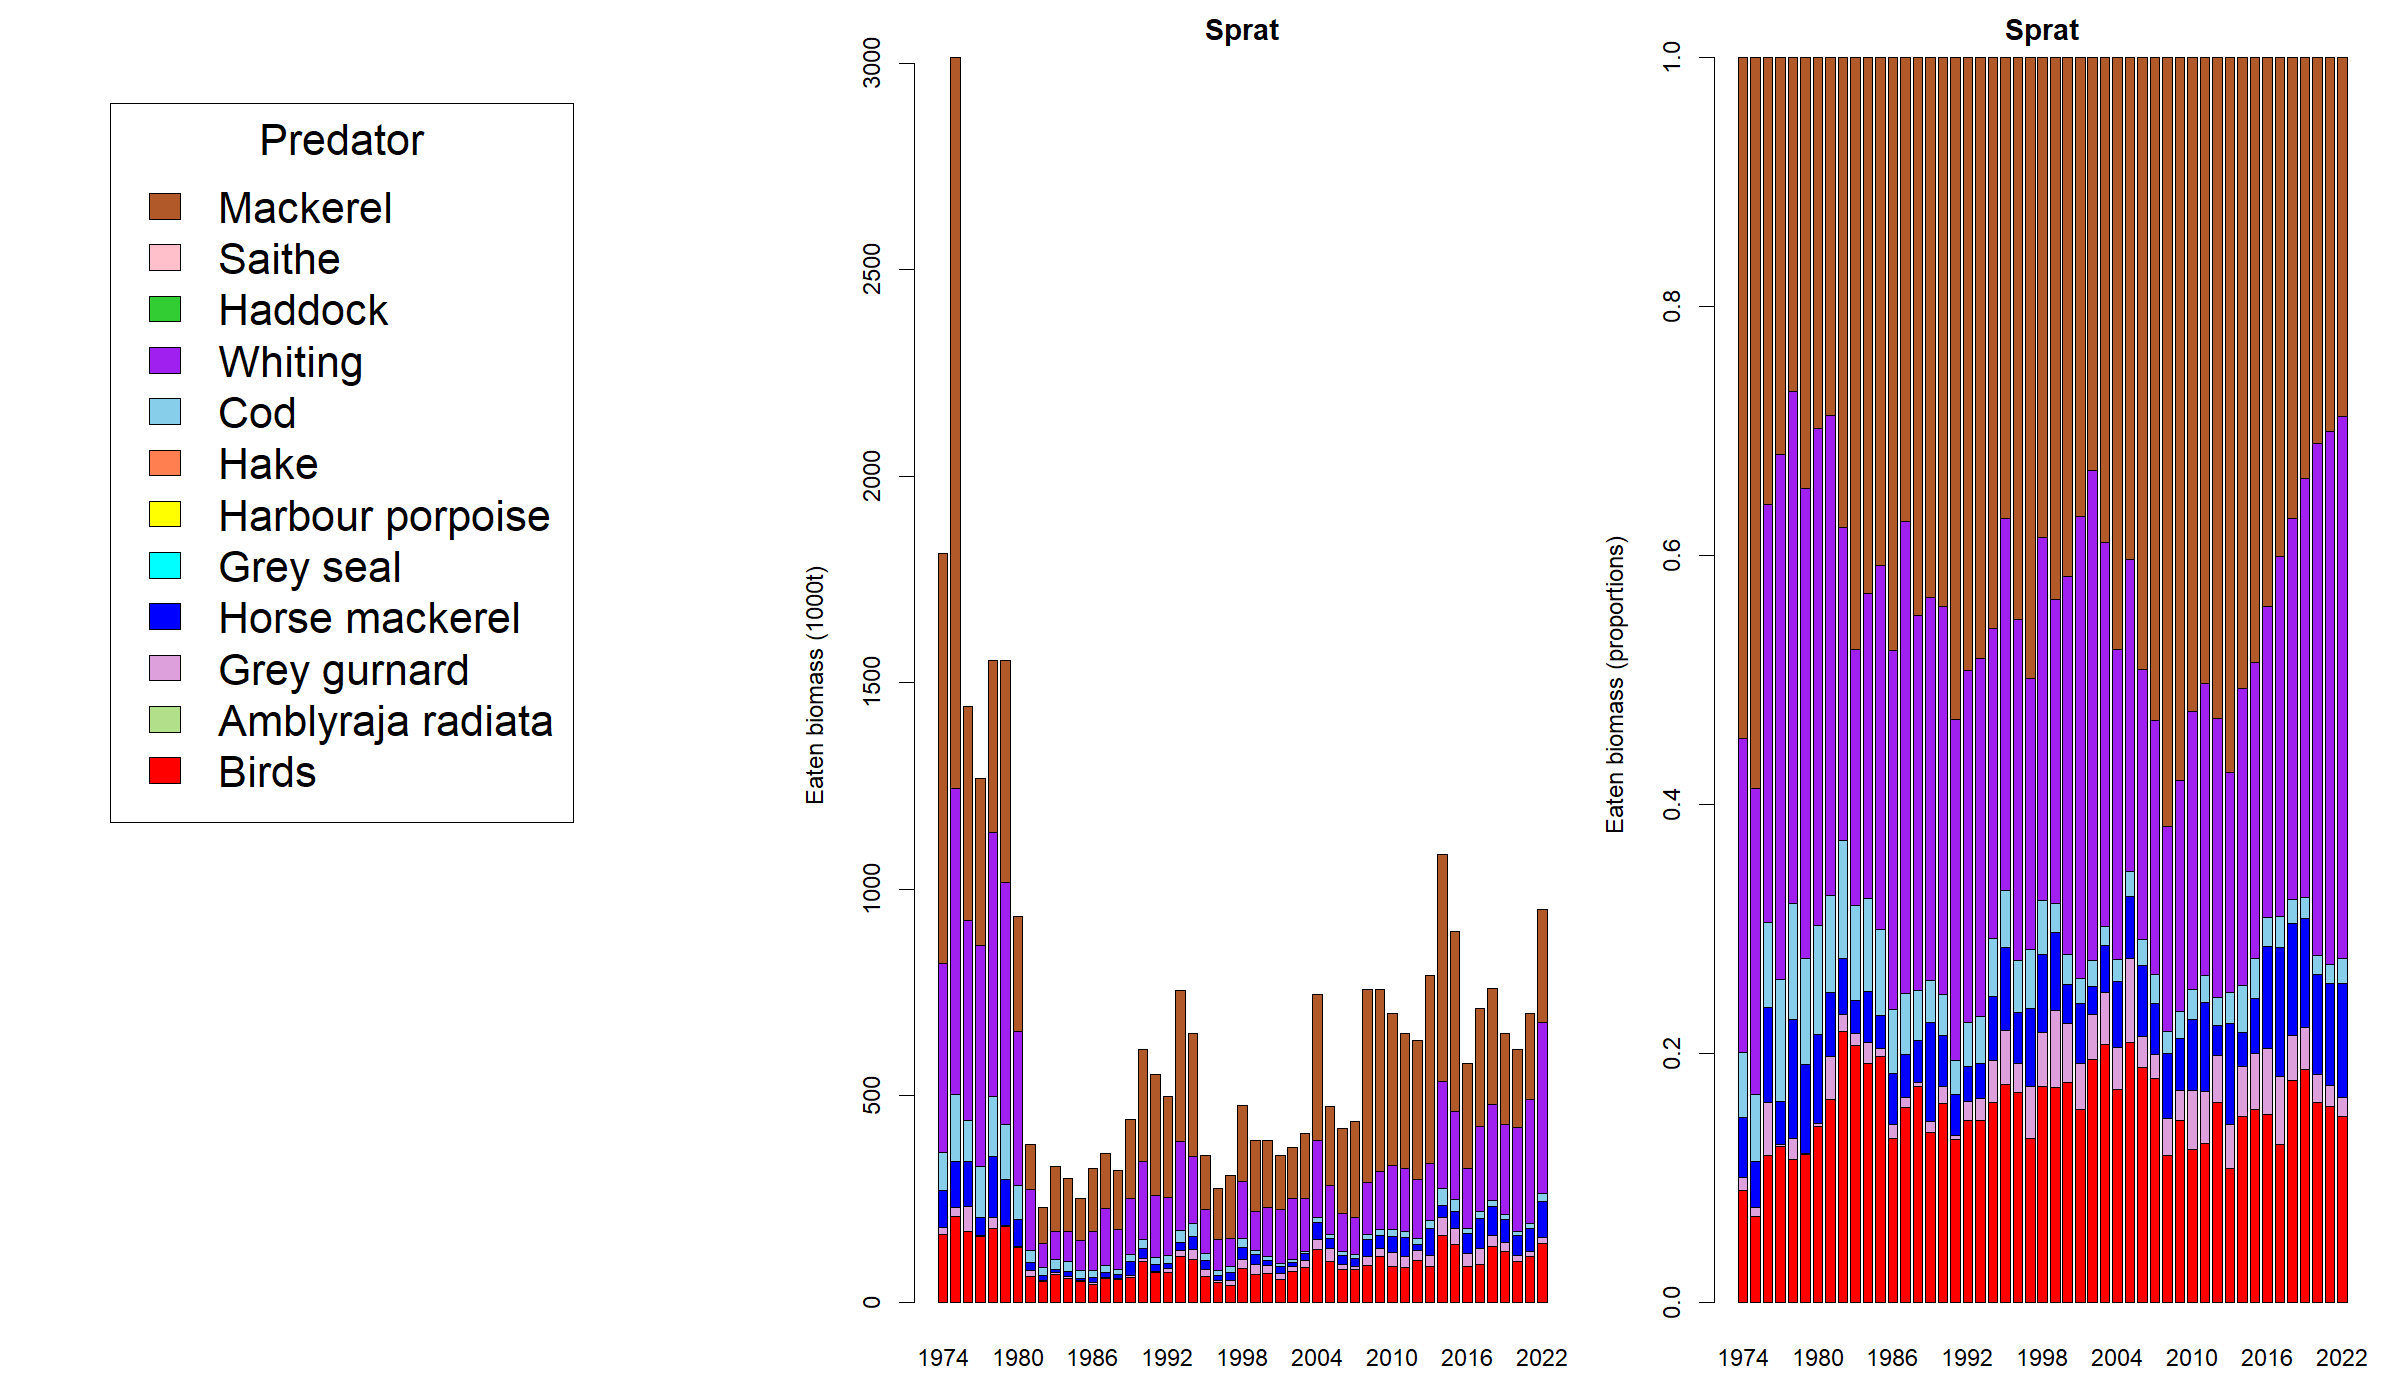 Predator
Mackerel
Saithe
Haddock
Whiting
Cod
Hake
Harbour porpoise
Grey seal
Horse mackerel
Grey gurnard
Amblyraja radiata
Birds
Sprat
Eaten biomass (1000t)
3000
2500
2000
1500
1000
500
0
1974 1980 1986 1992 1998 2004 2010 2016 2022
Sprat
Eaten biomass (proportions)
1.0
0.8
0.6
0.4
0.2
0.0
1974 1980 1986 1992 1998 2004 2010 2016 2022